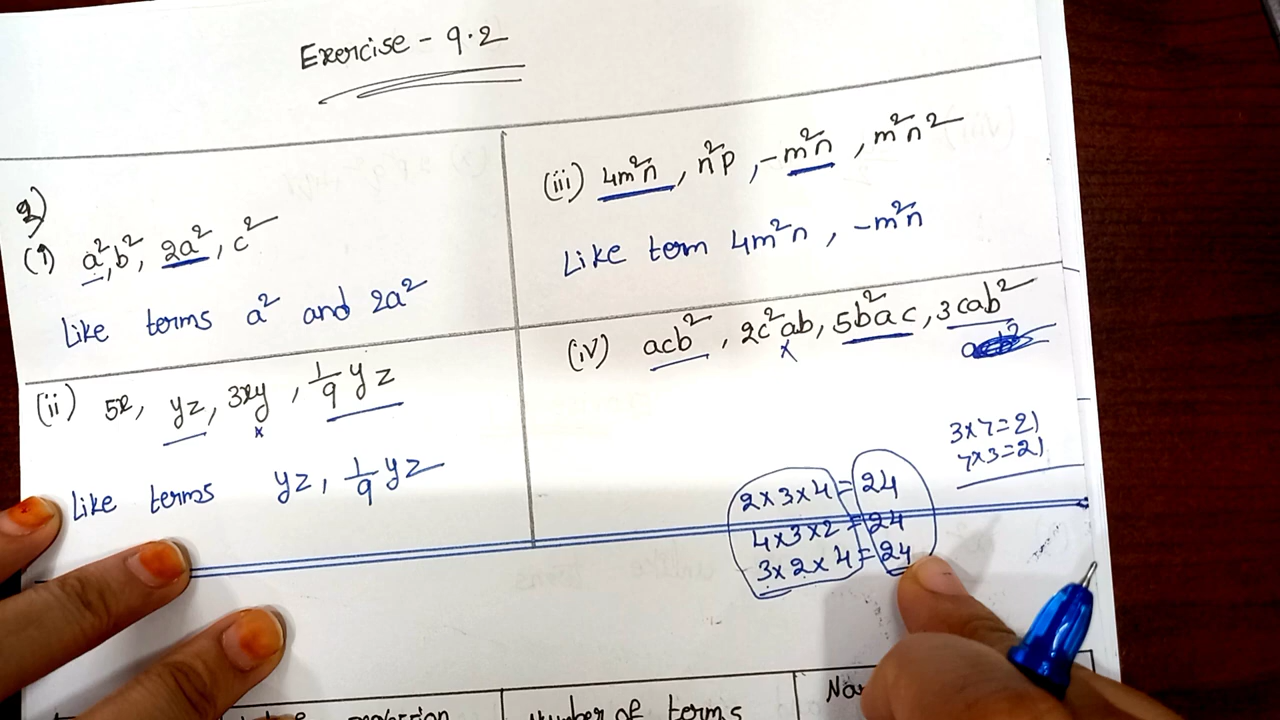 Exercise - 9.2
2)
(i) a², b², 2a², c²
Like terms a² and 2a²
(ii) 5x, yz, 3xy, 1/9 yz
x
Like terms yz, 1/9 yz
(iii) 4m²n, n²p, -m²n, m²n²
Like term 4m²n, -m²n
(iv) acb², 2c²ab, 5b²ac, 3cab²
x
3x7=21
7x3=21
2x3x4=24
4x3x2=24
3x2x4=24
Number of terms